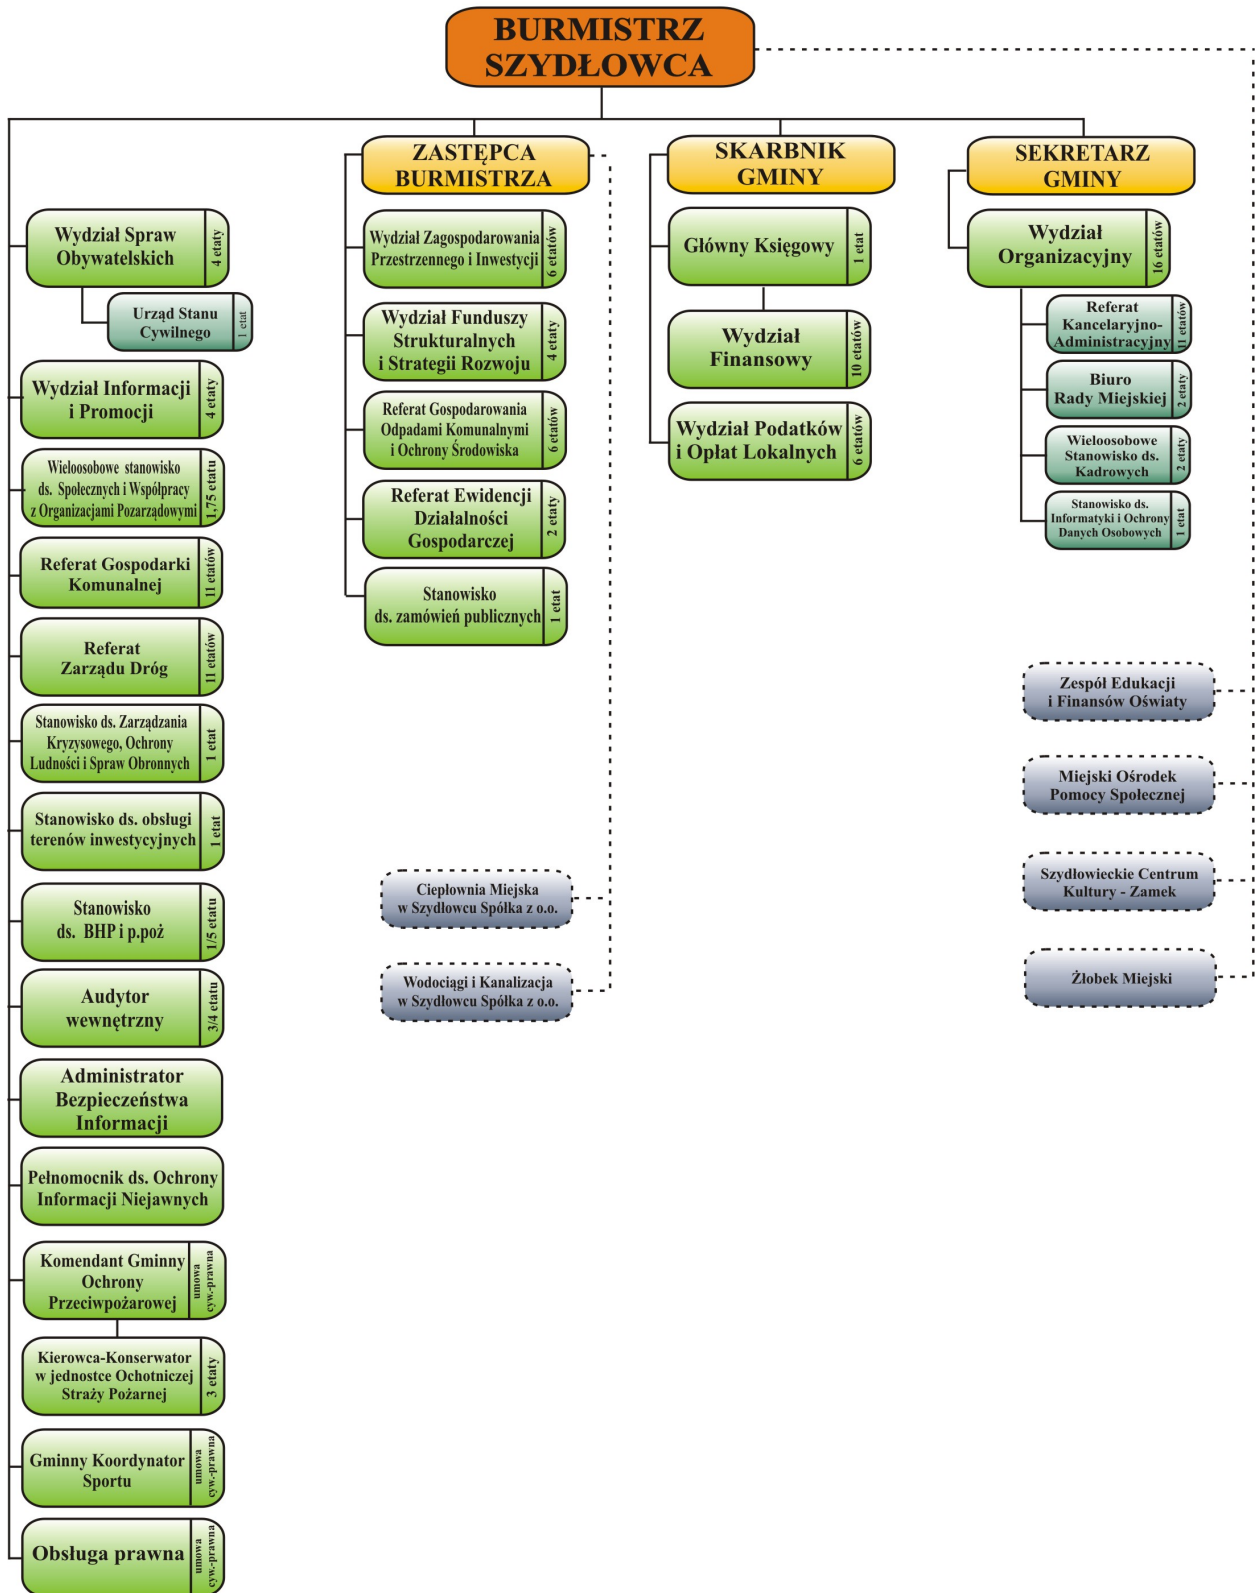 BURMISTRZ
SZYDŁOWCA
Wydział Spraw
Obywatelskich
4 etaty
Urząd Stanu
Cywilnego
1 etat
Wydział Informacji
i Promocji
4 etaty
Wieloosobowe stanowisko
ds. Społecznych i Współpracy
z Organizacjami Pozarządowymi
1,75 etatu
Referat Gospodarki
Komunalnej
11 etatów
Referat
Zarządu Dróg
11 etatów
Stanowisko ds. Zarządzania
Kryzysowego, Ochrony
Ludności i Spraw Obronnych
1 etat
Stanowisko ds. obsługi
terenów inwestycyjnych
1 etat
Stanowisko
ds. BHP i p.poż
1/5 etatu
Audytor
wewnętrzny
3/4 etatu
Administrator
Bezpieczeństwa
Informacji
Pełnomocnik ds. Ochrony
Informacji Niejawnych
Komendant Gminny
Ochrony
Przeciwpożarowej
umowa
cyw.-prawna
Kierowca-Konserwator
w jednostce Ochotniczej
Straży Pożarnej
3 etaty
Gminny Koordynator
Sportu
umowa
cyw.-prawna
Obsługa prawna
umowa
cyw.-prawna
ZASTĘPCA
BURMISTRZA
Wydział Zagospodarowania
Przestrzennego i Inwestycji
6 etatów
Wydział Funduszy
Strukturalnych
i Strategii Rozwoju
4 etaty
Referat Gospodarowania
Odpadami Komunalnymi
i Ochrony Środowiska
6 etatów
Referat Ewidencji
Działalności
Gospodarczej
2 etaty
Stanowisko
ds. zamówień publicznych
1 etat
Ciepłownia Miejska
w Szydłowcu Spółka z o.o.
Wodociągi i Kanalizacja
w Szydłowcu Spółka z o.o.
SKARBNIK
GMINY
Główny Księgowy
1 etat
Wydział
Finansowy
10 etatów
Wydział Podatków
i Opłat Lokalnych
6 etatów
SEKRETARZ
GMINY
Wydział
Organizacyjny
16 etatów
Referat
Kancelaryjno-
Administracyjny
11 etatów
Biuro
Rady Miejskiej
2 etaty
Wieloosobowe
Stanowisko ds.
Kadrowych
2 etaty
Stanowisko ds.
Informatyki i Ochrony
Danych Osobowych
1 etat
Zespół Edukacji
i Finansów Oświaty
Miejski Ośrodek
Pomocy Społecznej
Szydłowieckie Centrum
Kultury - Zamek
Żłobek Miejski